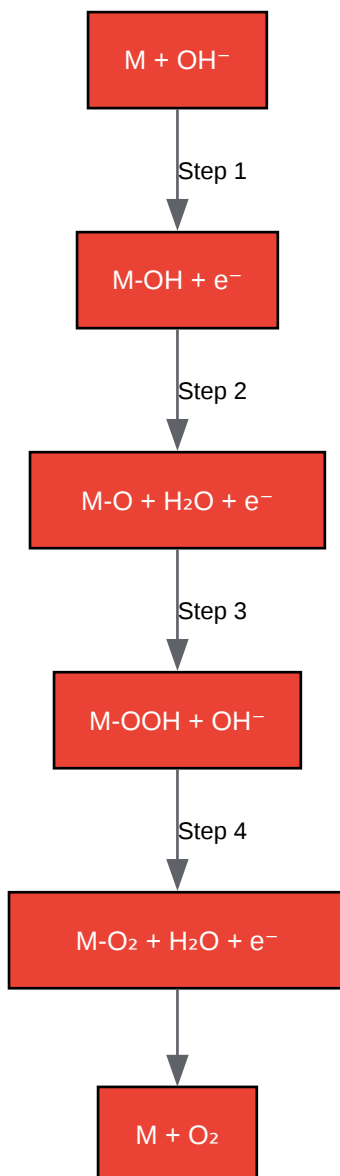 M + OH⁻
Step 1
M-OH + e⁻
Step 2
M-O + H₂O + e⁻
Step 3
M-OOH + OH⁻
Step 4
M-O₂ + H₂O + e⁻
M + O₂